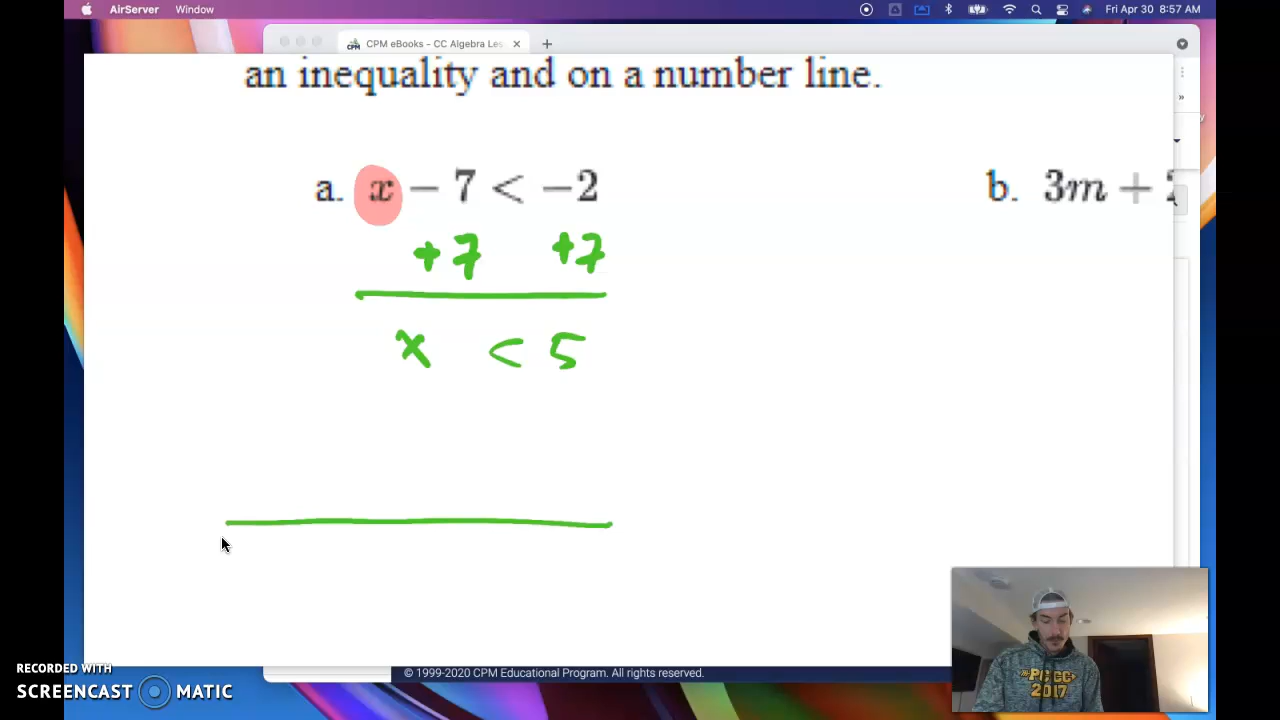 AirServer Window Fri Apr 30 8:57 AM
CPM eBooks - CC Algebra Les
an inequality and on a number line.
a. x − 7 < −2
b. 3m +
+7 +7
x < 5
© 1999-2020 CPM Educational Program. All rights reserved.
RECORDED WITH
SCREENCAST MATIC
2017